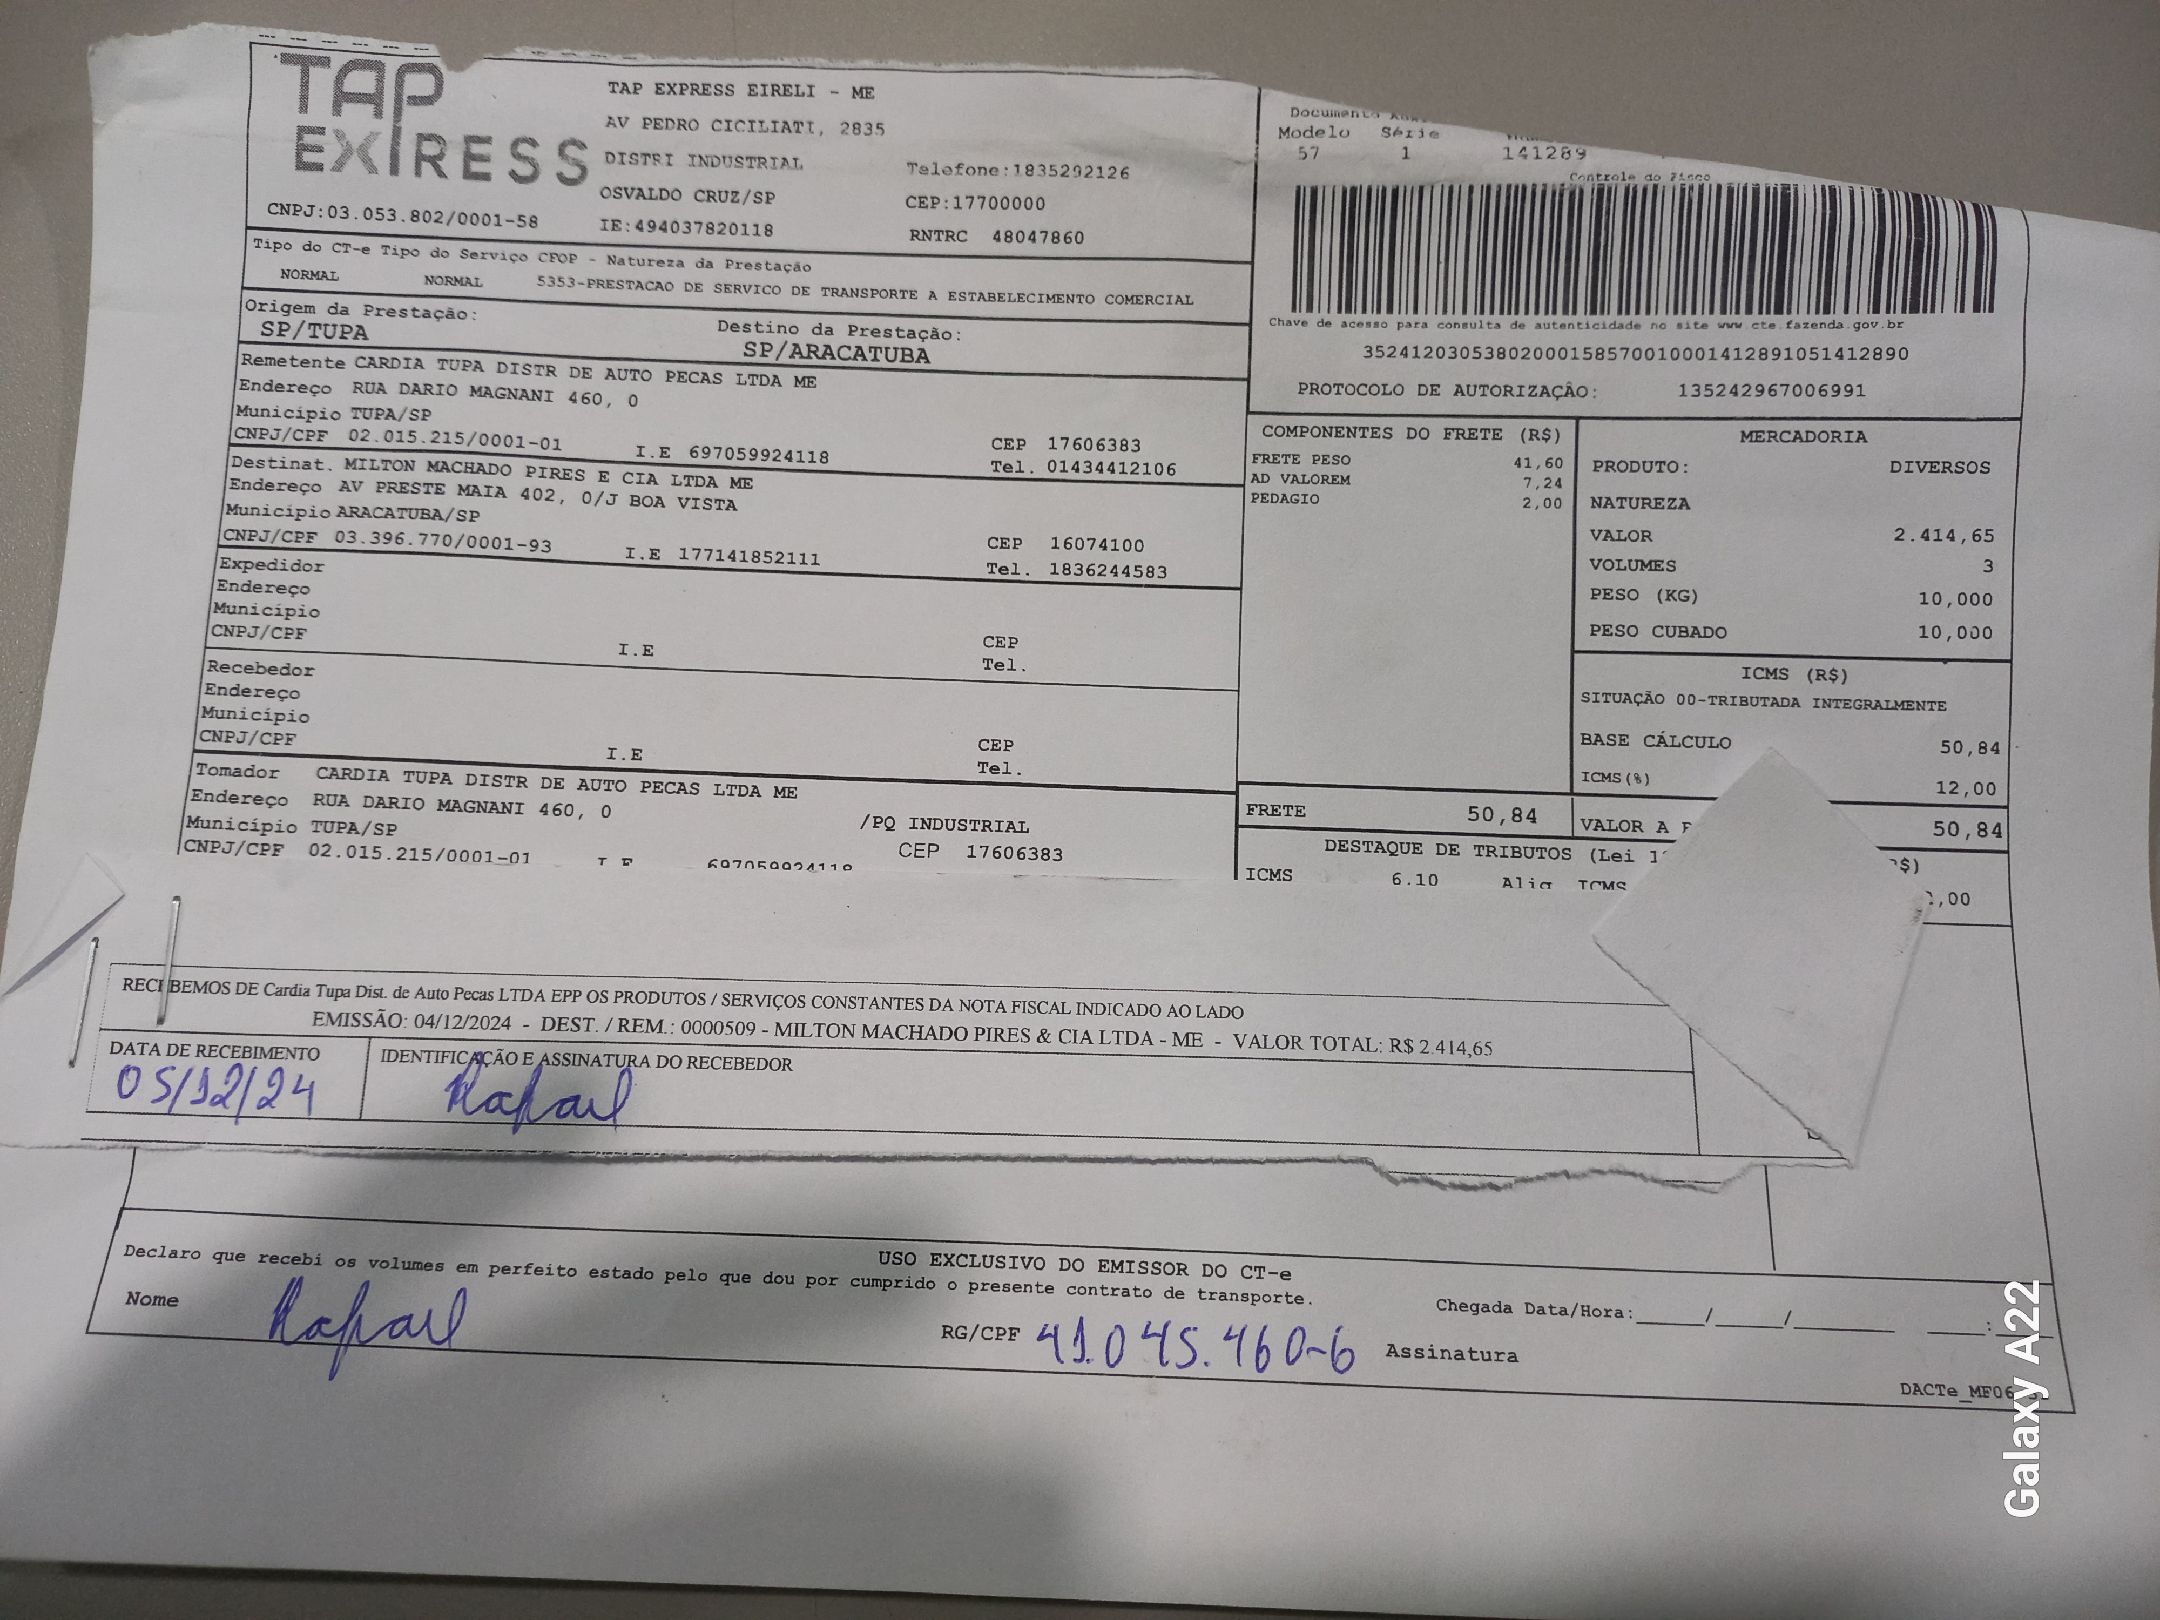 TAP
EXPRESS
TAP EXPRESS EIRELI - ME
AV PEDRO CICILIATI, 2835
DISTRI INDUSTRIAL
Telefone:1835292126
OSVALDO CRUZ/SP
CEP:17700000
CNPJ:03.053.802/0001-58
IE:494037820118
RNTRC 48047860
Documento
Modelo Série
57 1 141289
Controle do Fisco
Tipo do CT-e Tipo do Serviço CFOP - Natureza da Prestação
NORMAL NORMAL 5353-PRESTACAO DE SERVICO DE TRANSPORTE A ESTABELECIMENTO COMERCIAL
Origem da Prestação:
SP/TUPA
Destino da Prestação:
SP/ARACATUBA
Chave de acesso para consulta de autenticidade no site www.cte.fazenda.gov.br
35241203053802000158570010001412891051412890
PROTOCOLO DE AUTORIZAÇÂO: 135242967006991
Remetente CARDIA TUPA DISTR DE AUTO PECAS LTDA ME
Endereço RUA DARIO MAGNANI 460, 0
Município TUPA/SP
CEP 17606383
CNPJ/CPF 02.015.215/0001-01 I.E 697059924118 Tel. 01434412106
Destinat. MILTON MACHADO PIRES E CIA LTDA ME
Endereço AV PRESTE MAIA 402, 0/J BOA VISTA
Município ARACATUBA/SP
CEP 16074100
CNPJ/CPF 03.396.770/0001-93 I.E 177141852111 Tel. 1836244583
Expedidor
Endereço
Município
CEP
CNPJ/CPF I.E Tel.
Recebedor
Endereço
Município
CEP
CNPJ/CPF I.E Tel.
Tomador CARDIA TUPA DISTR DE AUTO PECAS LTDA ME
Endereço RUA DARIO MAGNANI 460, 0 /PQ INDUSTRIAL
Município TUPA/SP CEP 17606383
CNPJ/CPF 02.015.215/0001-01 I.E 697059924118
COMPONENTES DO FRETE (R$)
FRETE PESO 41,60
AD VALOREM 7,24
PEDAGIO 2,00
MERCADORIA
PRODUTO: DIVERSOS
NATUREZA
VALOR 2.414,65
VOLUMES 3
PESO (KG) 10,000
PESO CUBADO 10,000
ICMS (R$)
SITUAÇÃO 00-TRIBUTADA INTEGRALMENTE
BASE CÁLCULO 50,84
ICMS(%) 12,00
FRETE 50,84
VALOR A 50,84
DESTAQUE DE TRIBUTOS (Lei $)
ICMS 6.10 Aliq ICMS ,00
RECEBEMOS DE Cardia Tupa Dist. de Auto Pecas LTDA EPP OS PRODUTOS / SERVIÇOS CONSTANTES DA NOTA FISCAL INDICADO AO LADO
EMISSÃO: 04/12/2024 - DEST. / REM.: 0000509 - MILTON MACHADO PIRES & CIA LTDA - ME - VALOR TOTAL: R$ 2.414,65
DATA DE RECEBIMENTO
05/12/24
IDENTIFICAÇÃO E ASSINATURA DO RECEBEDOR
Rafael
USO EXCLUSIVO DO EMISSOR DO CT-e
Declaro que recebi os volumes em perfeito estado pelo que dou por cumprido o presente contrato de transporte.
Nome Rafael
RG/CPF 41.045.460-6
Chegada Data/Hora:_____/_____/_______ ____:
Assinatura
DACTe_MF06
Galaxy A22